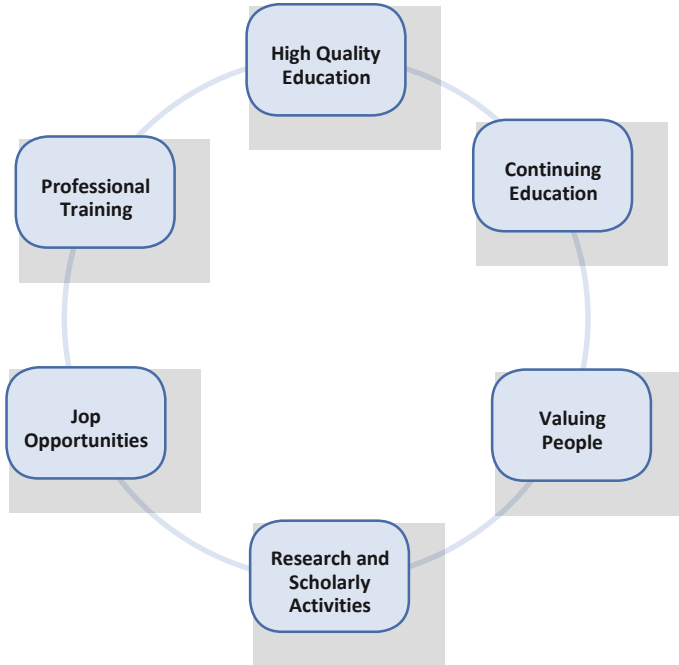 High Quality
Education
Continuing
Education
Valuing
People
Research and
Scholarly
Activities
Jop
Opportunities
Professional
Training